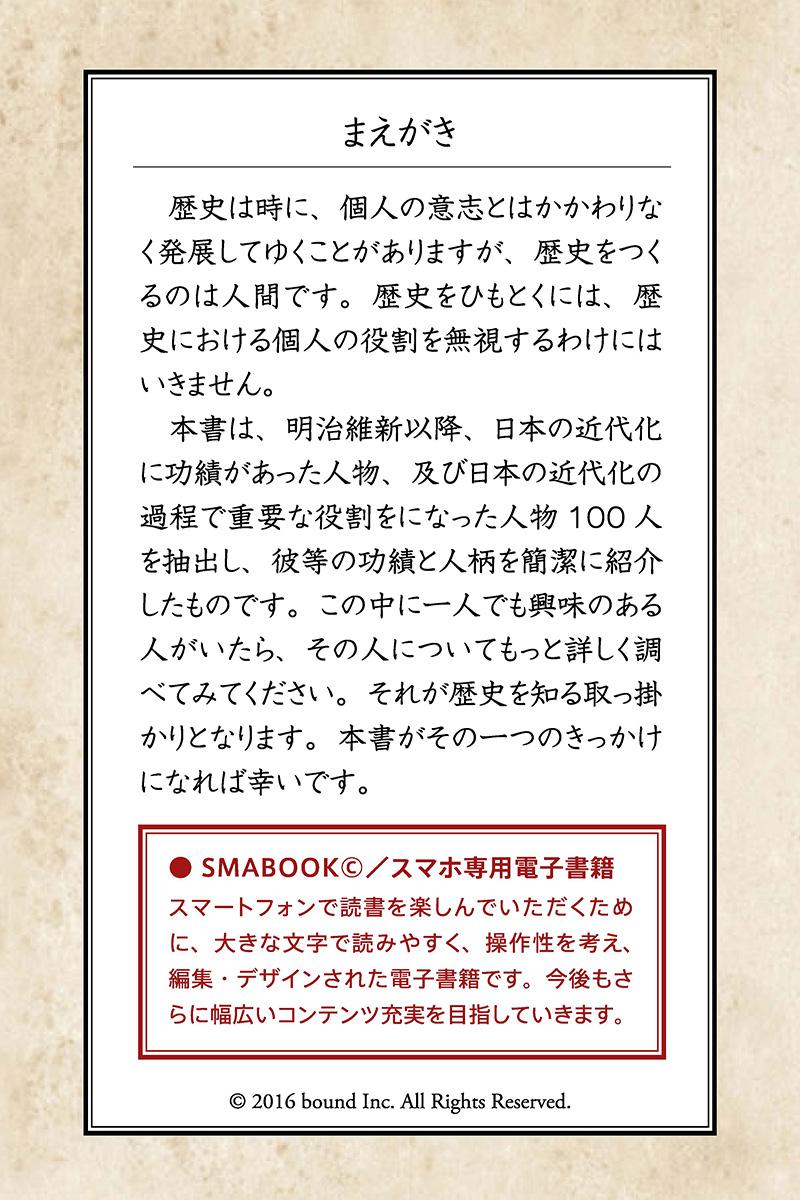 まえがき
　歴史は時に、個人の意志とはかかわりな
く発展してゆくことがありますが、歴史をつく
るのは人間です。歴史をひもとくには、歴
史における個人の役割を無視するわけには
いきません。
　本書は、明治維新以降、日本の近代化
に功績があった人物、及び日本の近代化の
過程で重要な役割をになった人物 100 人
を抽出し、彼等の功績と人柄を簡潔に紹介
したものです。この中に一人でも興味のある
人がいたら、その人についてもっと詳しく調
べてみてください。それが歴史を知る取っ掛
かりとなります。本書がその一つのきっかけ
になれば幸いです。
● SMABOOK©／スマホ専用電子書籍
スマートフォンで読書を楽しんでいただくため
に、大きな文字で読みやすく、操作性を考え、
編集・デザインされた電子書籍です。今後もさ
らに幅広いコンテンツ充実を目指していきます。
© 2016 bound Inc. All Rights Reserved.